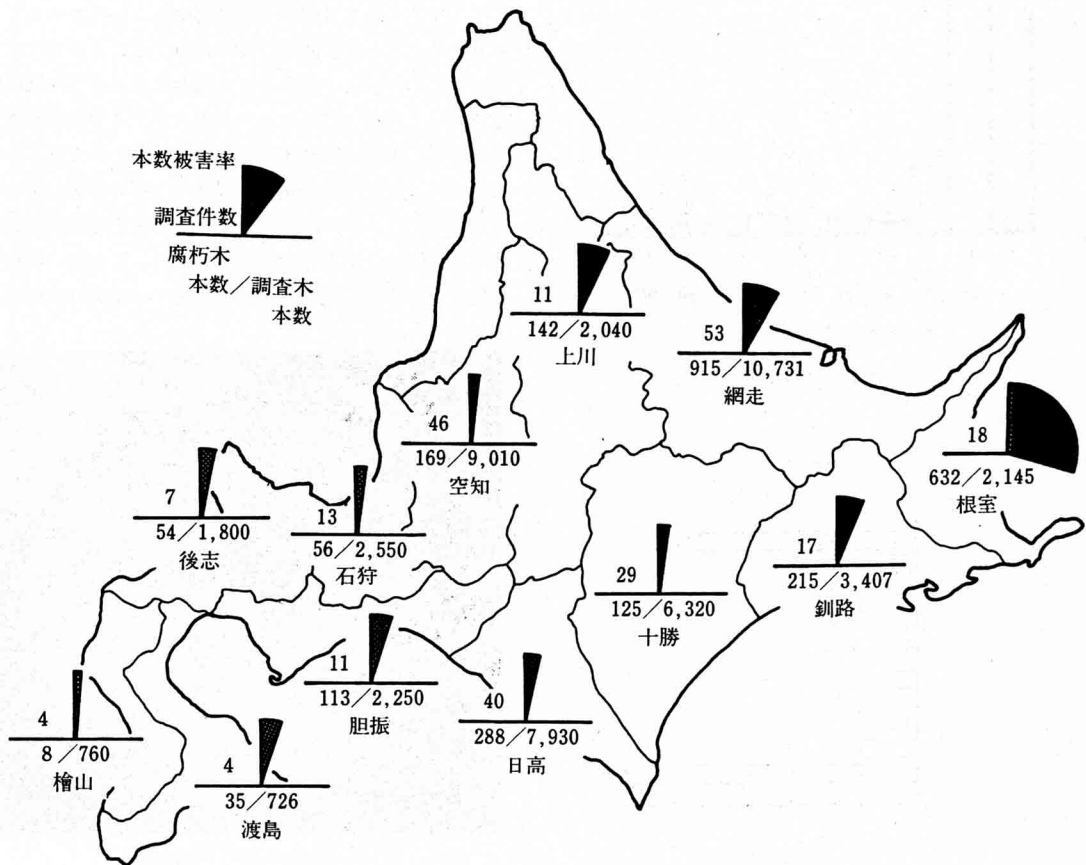 本数被害率
調査件数
腐朽木
本数／調査木
本数
11
142／2,040
上川
53
915／10,731
網走
46
169／9,010
空知
18
632／2,145
根室
7
54／1,800
後志
13
56／2,550
石狩
17
215／3,407
釧路
29
125／6,320
十勝
11
113／2,250
胆振
40
288／7,930
日高
4
8／760
檜山
4
35／726
渡島